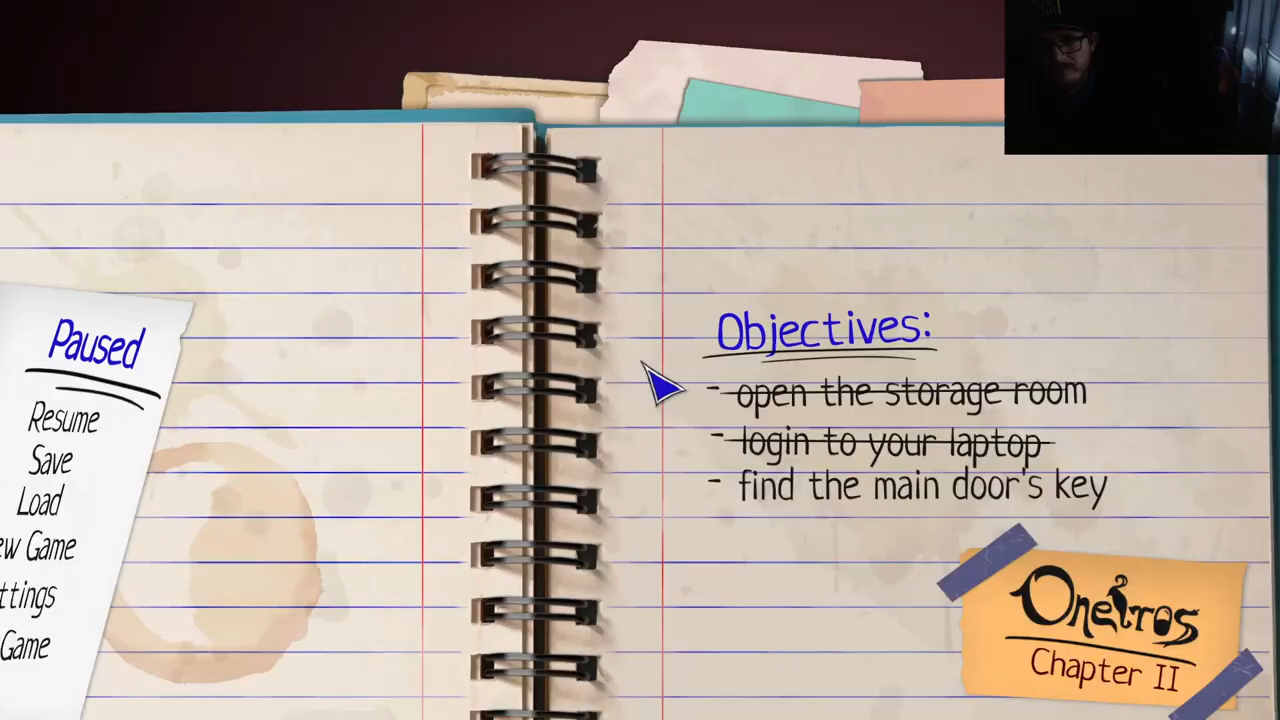 Paused
Resume
Save
Load
ew Game
ttings
Game
Objectives:
- open the storage room
- login to your laptop
- find the main door's key
Oneiros
Chapter II